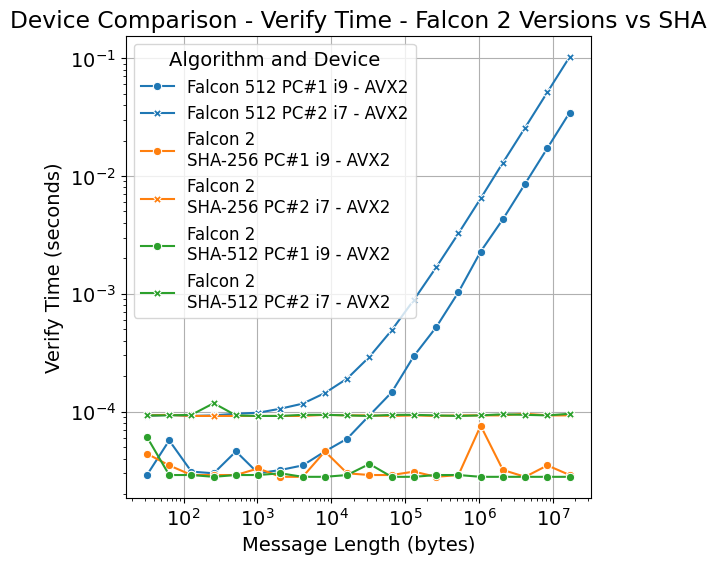 Device Comparison - Verify Time - Falcon 2 Versions vs SHA
Algorithm and Device
Falcon 512 PC#1 i9 - AVX2
Falcon 512 PC#2 i7 - AVX2
Falcon 2
SHA-256 PC#1 i9 - AVX2
Falcon 2
SHA-256 PC#2 i7 - AVX2
Falcon 2
SHA-512 PC#1 i9 - AVX2
Falcon 2
SHA-512 PC#2 i7 - AVX2
Verify Time (seconds)
10⁻¹
10⁻²
10⁻³
10⁻⁴
10² 10³ 10⁴ 10⁵ 10⁶ 10⁷
Message Length (bytes)